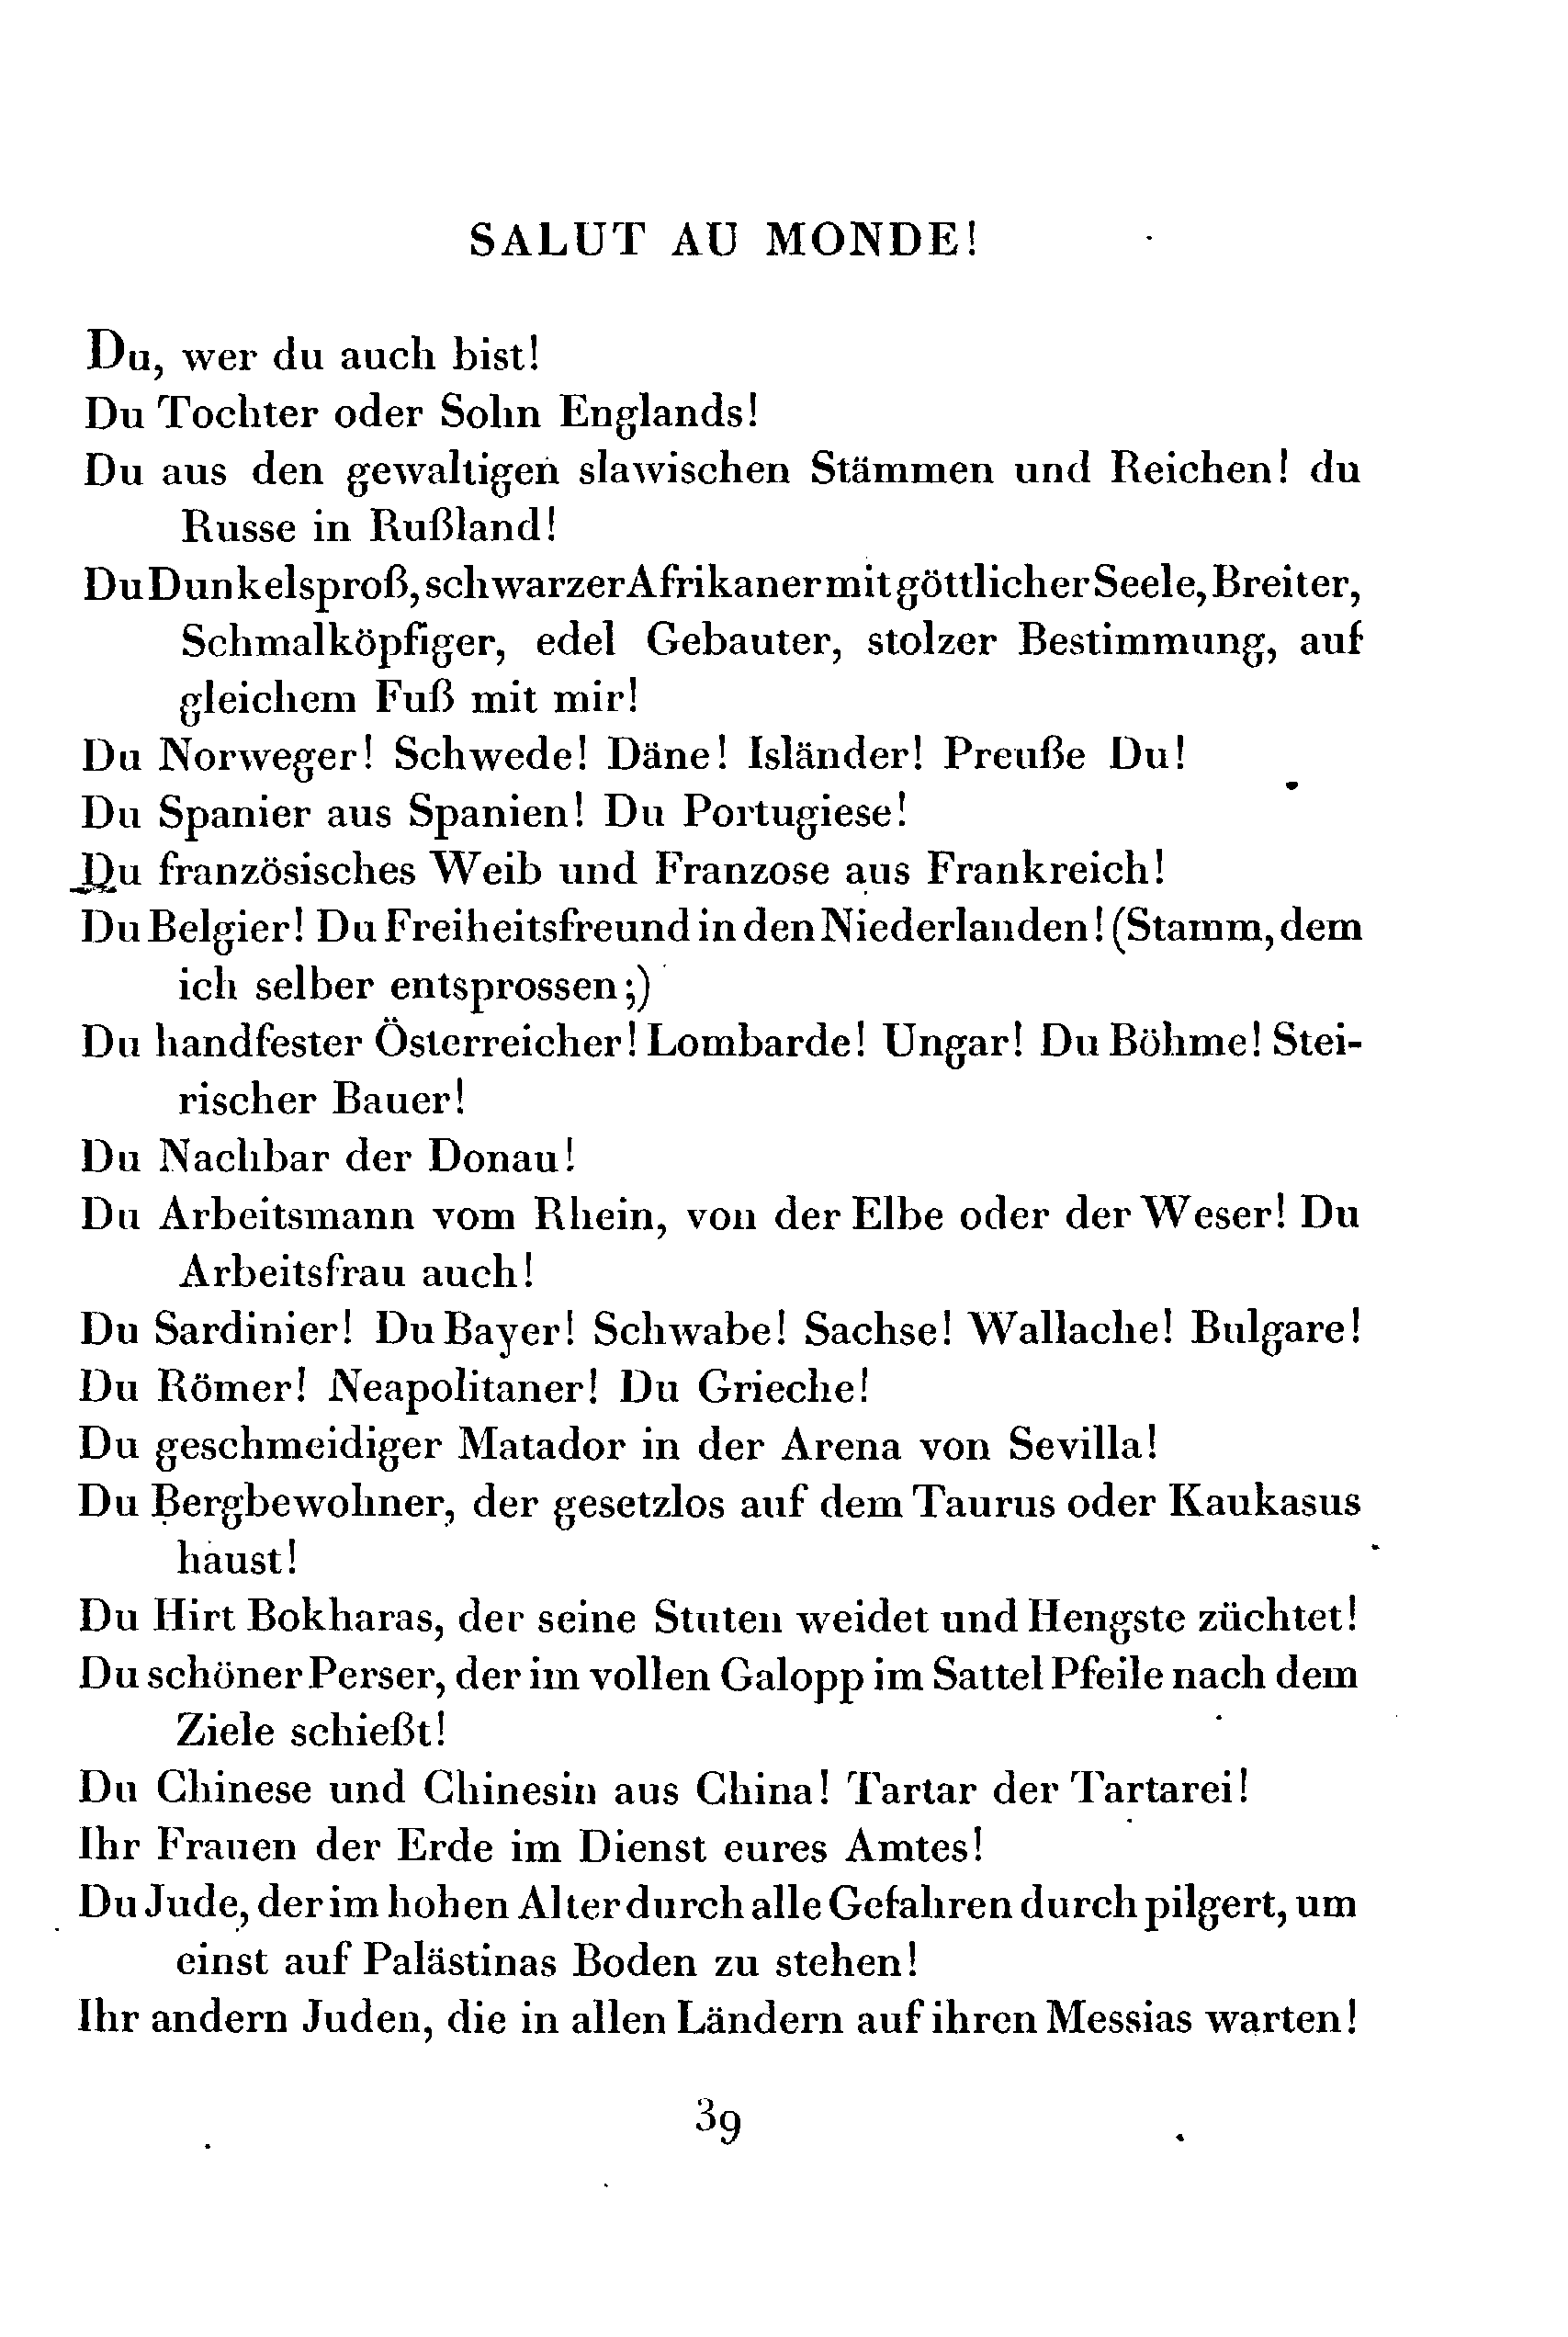 SALUT AU MONDE!
Du, wer du auch bist!
Du Tochter oder Sohn Englands!
Du aus den gewaltigen slawischen Stämmen und Reichen! du
Russe in Rußland!
Du Dunkelsproß, schwarzer Afrikaner mit göttlicher Seele, Breiter,
Schmalköpfiger, edel Gebauter, stolzer Bestimmung, auf
gleichem Fuß mit mir!
Du Norweger! Schwede! Däne! Isländer! Preuße Du!
Du Spanier aus Spanien! Du Portugiese!
Du französisches Weib und Franzose aus Frankreich!
Du Belgier! Du Freiheitsfreund in den Niederlanden! (Stamm, dem
ich selber entsprossen;)
Du handfester Österreicher! Lombarde! Ungar! Du Böhme! Stei-
rischer Bauer!
Du Nachbar der Donau!
Du Arbeitsmann vom Rhein, von der Elbe oder der Weser! Du
Arbeitsfrau auch!
Du Sardinier! Du Bayer! Schwabe! Sachse! Wallache! Bulgare!
Du Römer! Neapolitaner! Du Grieche!
Du geschmeidiger Matador in der Arena von Sevilla!
Du Bergbewohner, der gesetzlos auf dem Taurus oder Kaukasus
haust!
Du Hirt Bokharas, der seine Stuten weidet und Hengste züchtet!
Du schöner Perser, der im vollen Galopp im Sattel Pfeile nach dem
Ziele schießt!
Du Chinese und Chinesin aus China! Tartar der Tartarei!
Ihr Frauen der Erde im Dienst eures Amtes!
Du Jude, der im hohen Alter durch alle Gefahren durchpilgert, um
einst auf Palästinas Boden zu stehen!
Ihr andern Juden, die in allen Ländern auf ihren Messias warten!
39